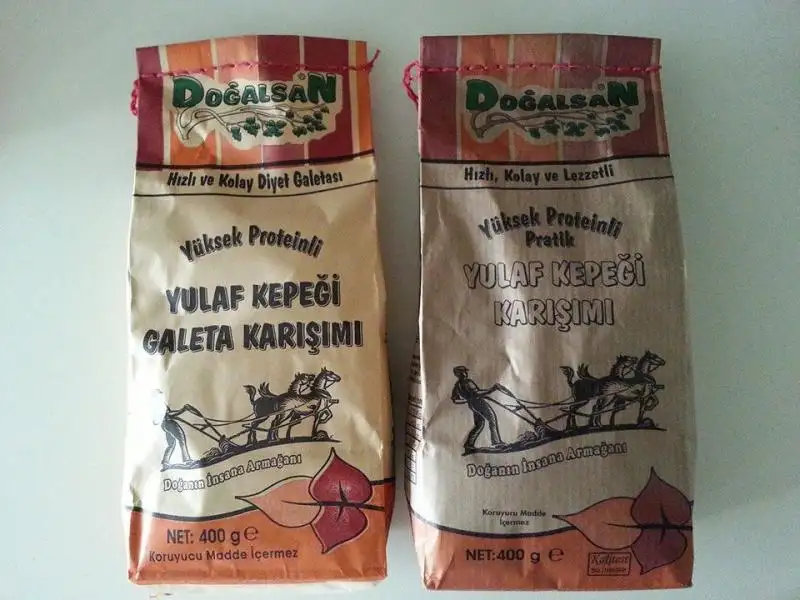 DOĞALSAN
Hızlı ve Kolay Diyet Galetası
Yüksek Proteinli
YULAF KEPEĞİ
GALETA KARIŞIMI
Doğanın İnsana Armağanı
NET: 400 g e
Koruyucu Madde İçermez
DOĞALSAN
Hızlı, Kolay ve Lezzetli
Yüksek Proteinli
Pratik
YULAF KEPEĞİ
KARIŞIMI
Doğanın İnsana Armağanı
Koruyucu Madde
İçermez
NET:400 g e